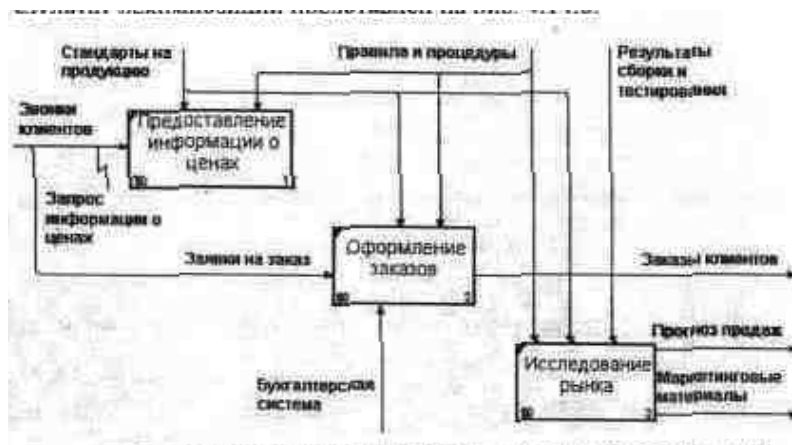 Стандарты на
продукцию
Правила и процедуры
Результаты
сборки и
тестирования
Звонки
клиентов
Предоставление
информации о
ценах
Запрос
информации о
ценах
Заявки на заказ
Оформление
заказов
Заказы клиентов
Прогноз продаж
Исследование
рынка
Маркетинговые
материалы
Бухгалтерская
система